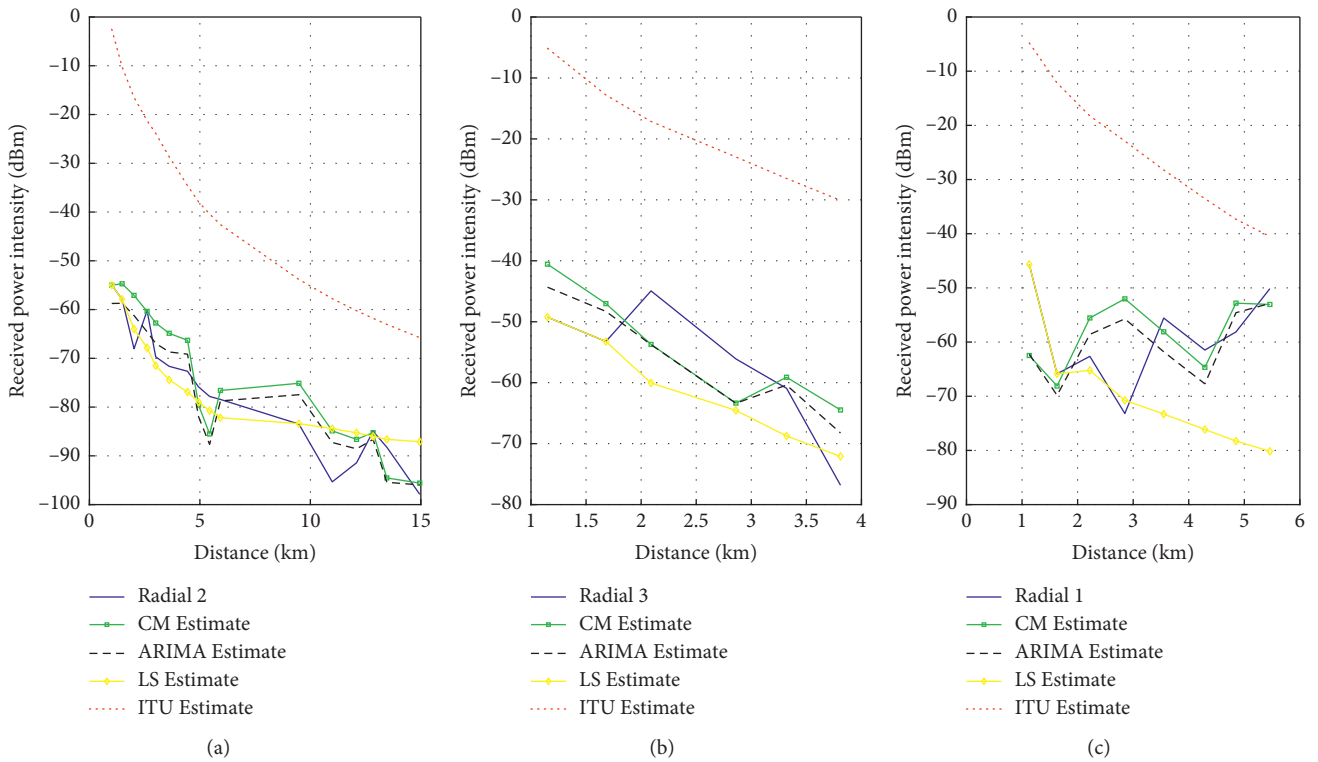 0
−10
−20
−30
−40
−50
−60
−70
−80
−90
−100
Received power intensity (dBm)
0 5 10 15
Distance (km)
Radial 2
CM Estimate
ARIMA Estimate
LS Estimate
ITU Estimate
(a)
0
−10
−20
−30
−40
−50
−60
−70
−80
Received power intensity (dBm)
1 1.5 2 2.5 3 3.5 4
Distance (km)
Radial 3
CM Estimate
ARIMA Estimate
LS Estimate
ITU Estimate
(b)
0
−10
−20
−30
−40
−50
−60
−70
−80
−90
Received power intensity (dBm)
0 1 2 3 4 5 6
Distance (km)
Radial 1
CM Estimate
ARIMA Estimate
LS Estimate
ITU Estimate
(c)